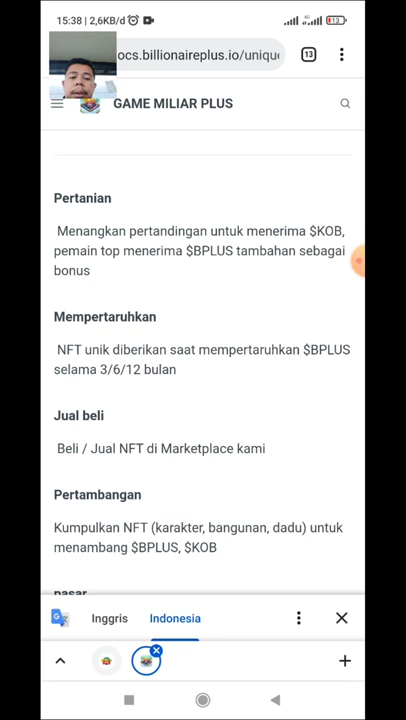 15:38 | 2,6KB/d
13
ocs.billionaireplus.io/uniqu
13
GAME MILIAR PLUS
Pertanian
Menangkan pertandingan untuk menerima $KOB,
pemain top menerima $BPLUS tambahan sebagai
bonus
Mempertaruhkan
NFT unik diberikan saat mempertaruhkan $BPLUS
selama 3/6/12 bulan
Jual beli
Beli / Jual NFT di Marketplace kami
Pertambangan
Kumpulkan NFT (karakter, bangunan, dadu) untuk
menambang $BPLUS, $KOB
pasar
Inggris
Indonesia